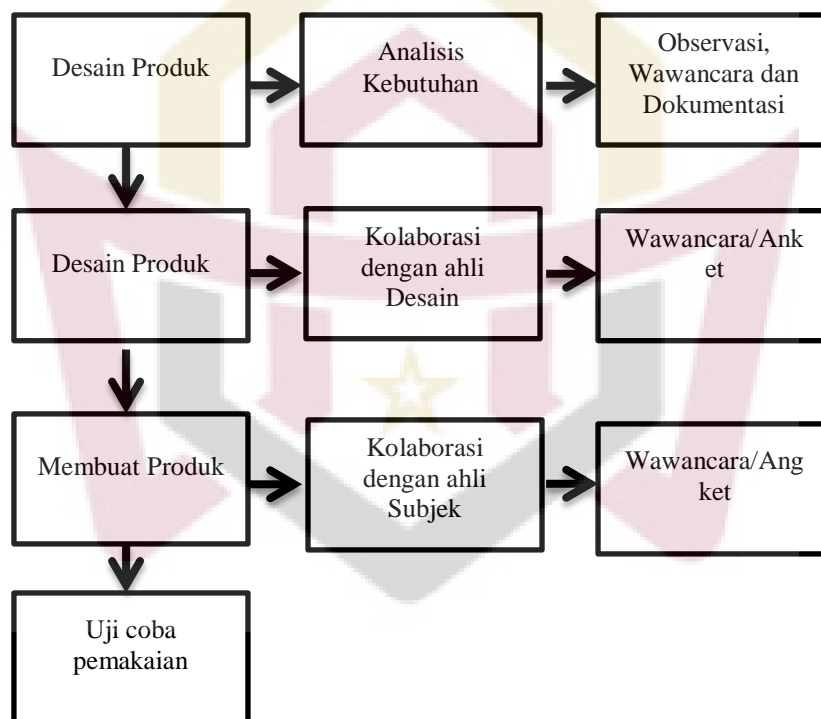 Desain Produk
Analisis
Kebutuhan
Observasi,
Wawancara dan
Dokumentasi
Desain Produk
Kolaborasi
dengan ahli
Desain
Wawancara/Ank
et
Membuat Produk
Kolaborasi
dengan ahli
Subjek
Wawancara/Ang
ket
Uji coba
pemakaian